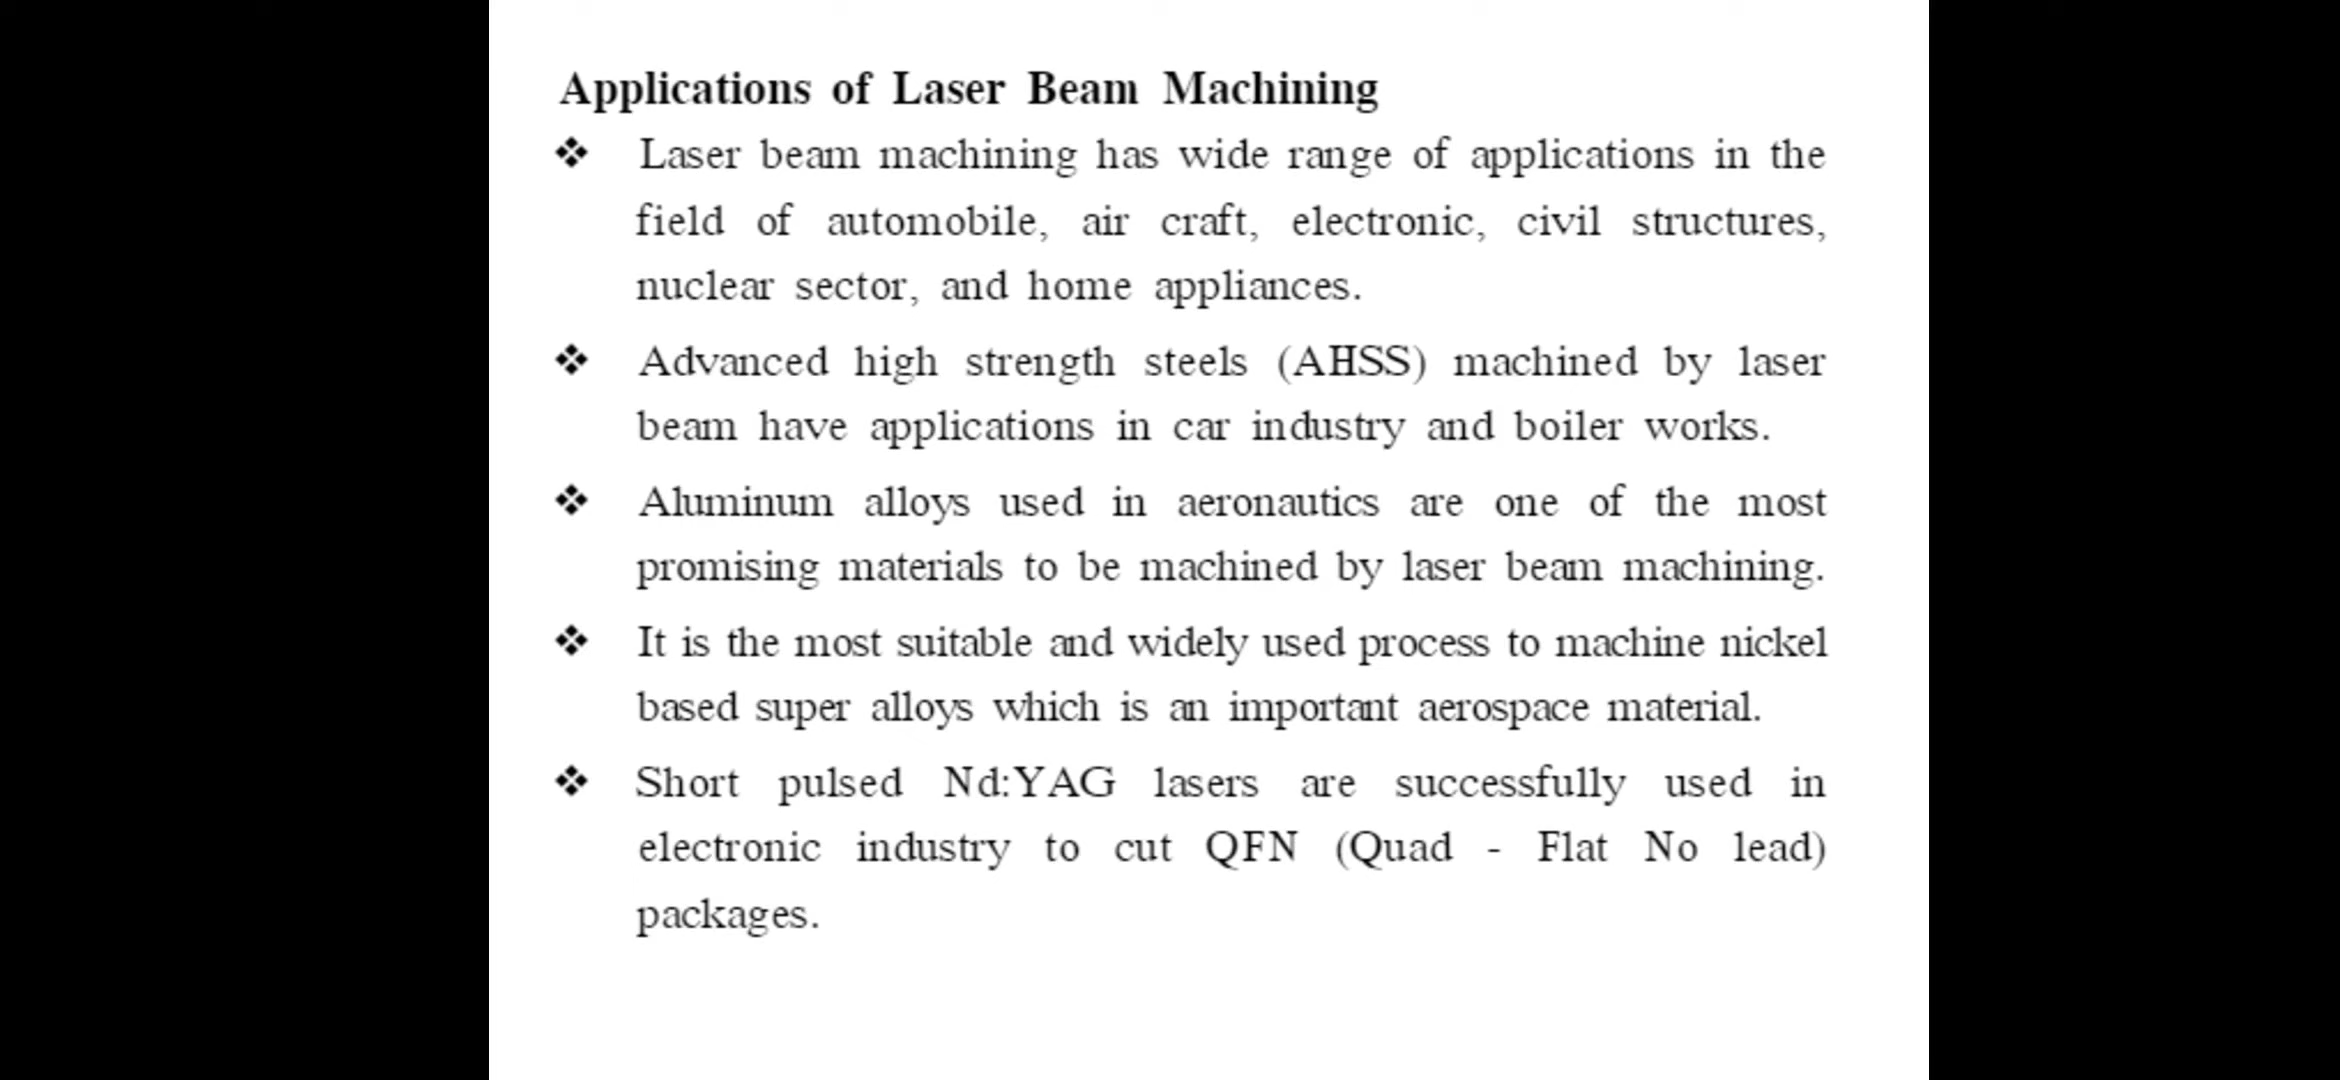 Applications of Laser Beam Machining
❖ Laser beam machining has wide range of applications in the
field of automobile, air craft, electronic, civil structures,
nuclear sector, and home appliances.
❖ Advanced high strength steels (AHSS) machined by laser
beam have applications in car industry and boiler works.
❖ Aluminum alloys used in aeronautics are one of the most
promising materials to be machined by laser beam machining.
❖ It is the most suitable and widely used process to machine nickel
based super alloys which is an important aerospace material.
❖ Short pulsed Nd:YAG lasers are successfully used in
electronic industry to cut QFN (Quad - Flat No lead)
packages.